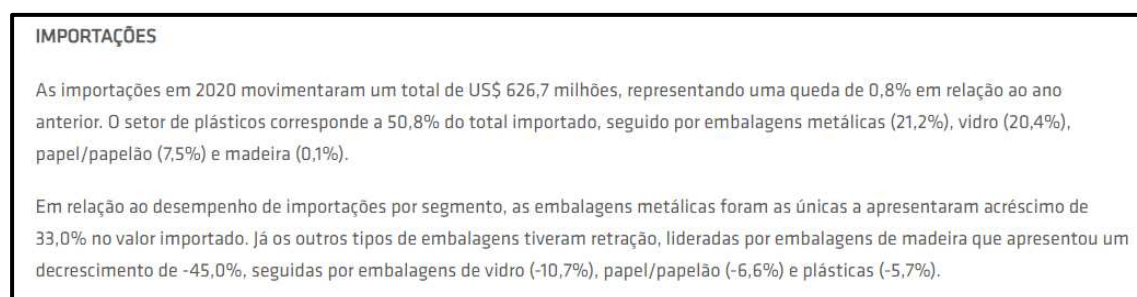 IMPORTAÇÕES
As importações em 2020 movimentaram um total de US$ 626,7 milhões, representando uma queda de 0,8% em relação ao ano
anterior. O setor de plásticos corresponde a 50,8% do total importado, seguido por embalagens metálicas (21,2%), vidro (20,4%),
papel/papelão (7,5%) e madeira (0,1%).
Em relação ao desempenho de importações por segmento, as embalagens metálicas foram as únicas a apresentaram acréscimo de
33,0% no valor importado. Já os outros tipos de embalagens tiveram retração, lideradas por embalagens de madeira que apresentou um
decrescimento de -45,0%, seguidas por embalagens de vidro (-10,7%), papel/papelão (-6,6%) e plásticas (-5,7%).